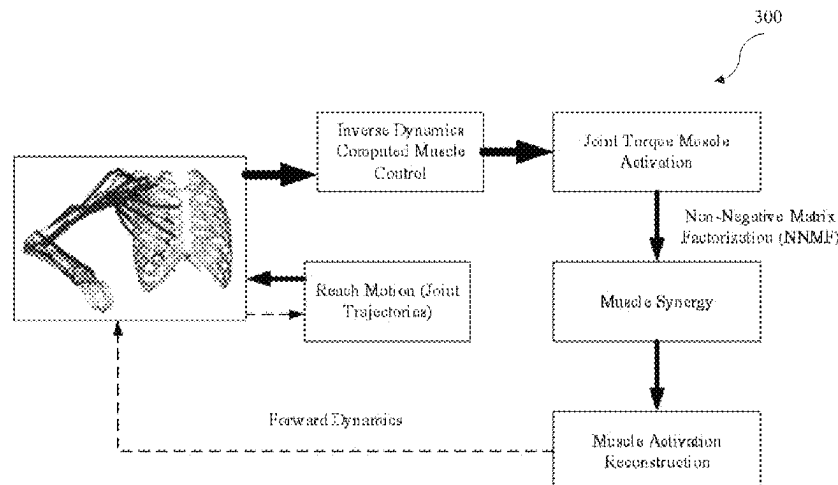 300
Inverse Dynamics
Computed Muscle
Control
Joint Torque Muscle
Activation
Non-Negative Matrix
Factorization (NNMF)
Reach Motion (Joint
Trajectories)
Muscle Synergy
Forward Dynamics
Muscle Activation
Reconstruction